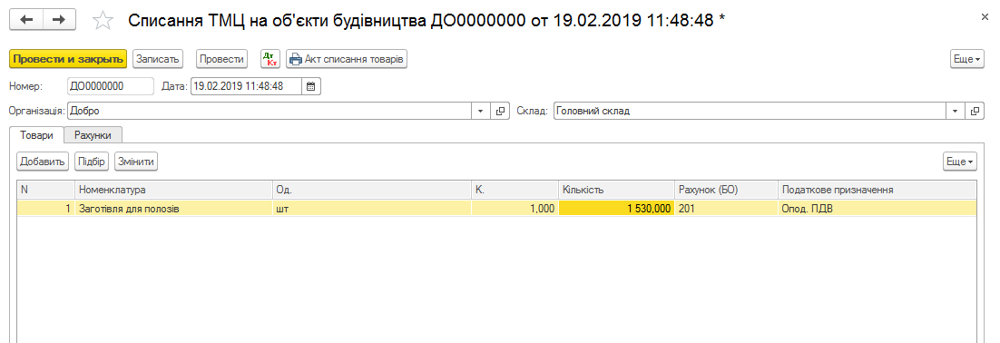 Списання ТМЦ на об'єкти будівництва ДО0000000 от 19.02.2019 11:48:48 *
Провести и закрыть Записать Провести Дт Кт Акт списання товарів Еще
Номер: ДО0000000 Дата: 19.02.2019 11:48:48
Організація: Добро Склад: Головний склад
Товари Рахунки
Добавить Підбір Змінити Еще
N Номенклатура Од. К. Кількість Рахунок (БО) Податкове призначення
1 Заготівля для полозів шт 1,000 1 530,000 201 Опод. ПДВ